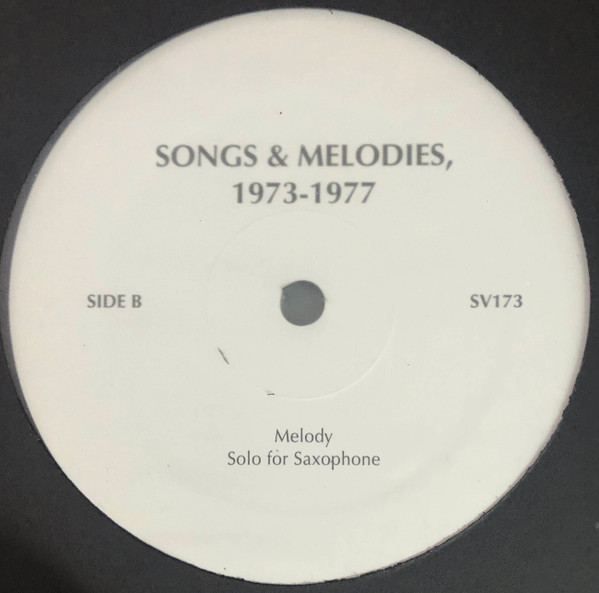 SONGS & MELODIES,
1973-1977
SIDE B
SV173
Melody
Solo for Saxophone